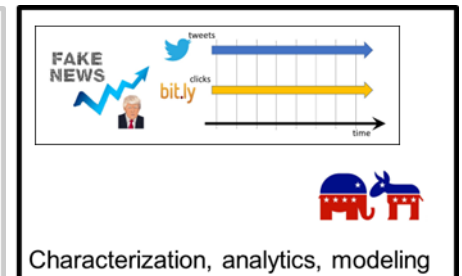 tweets
FAKE
NEWS
clicks
bit.ly
time
Characterization, analytics, modeling